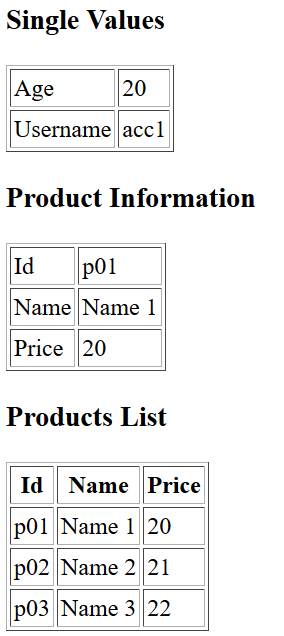 Single Values
Age 20
Username acc1
Product Information
Id p01
Name Name 1
Price 20
Products List
Id Name Price
p01 Name 1 20
p02 Name 2 21
p03 Name 3 22